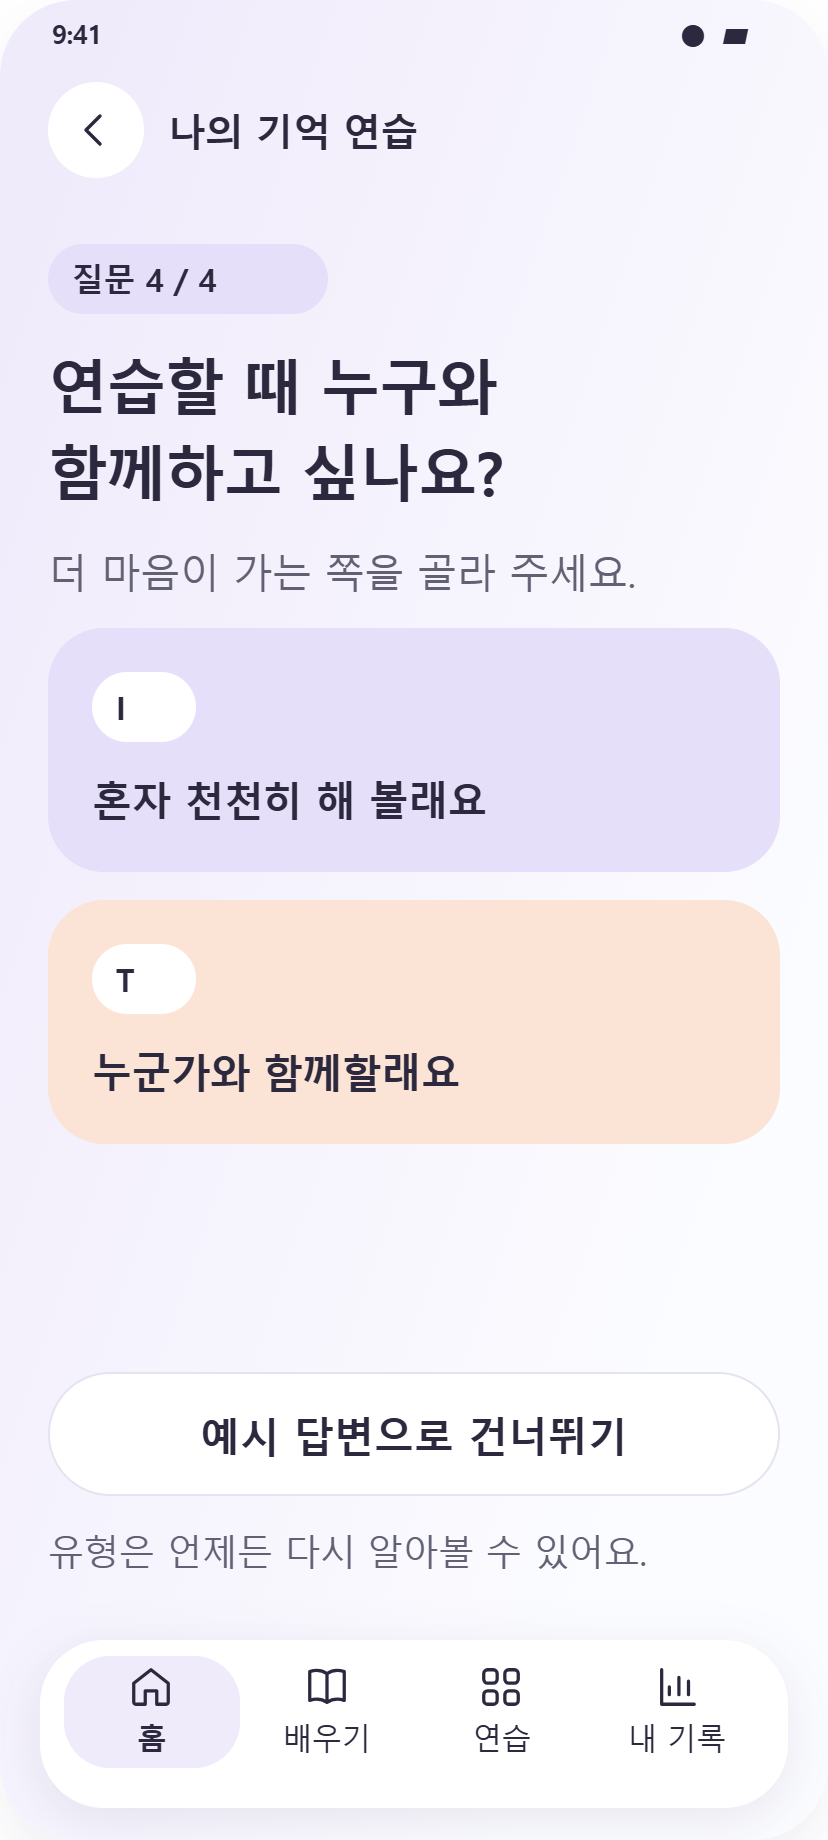 9:41
나의 기억 연습
질문 4 / 4
연습할 때 누구와
함께하고 싶나요?
더 마음이 가는 쪽을 골라 주세요.
I
혼자 천천히 해 볼래요
T
누군가와 함께할래요
예시 답변으로 건너뛰기
유형은 언제든 다시 알아볼 수 있어요.
홈 배우기 연습 내 기록